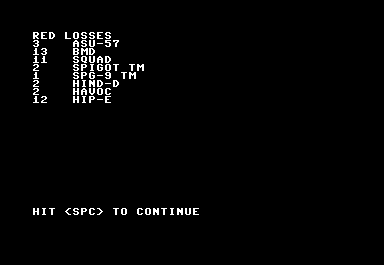 RED LOSSES
3 ASU-57
13 BMD
11 SQUAD
2 SPIGOT TM
1 SPG-9 TM
2 HIND-D
2 HAVOC
12 HIP-E
HIT <SPC> TO CONTINUE